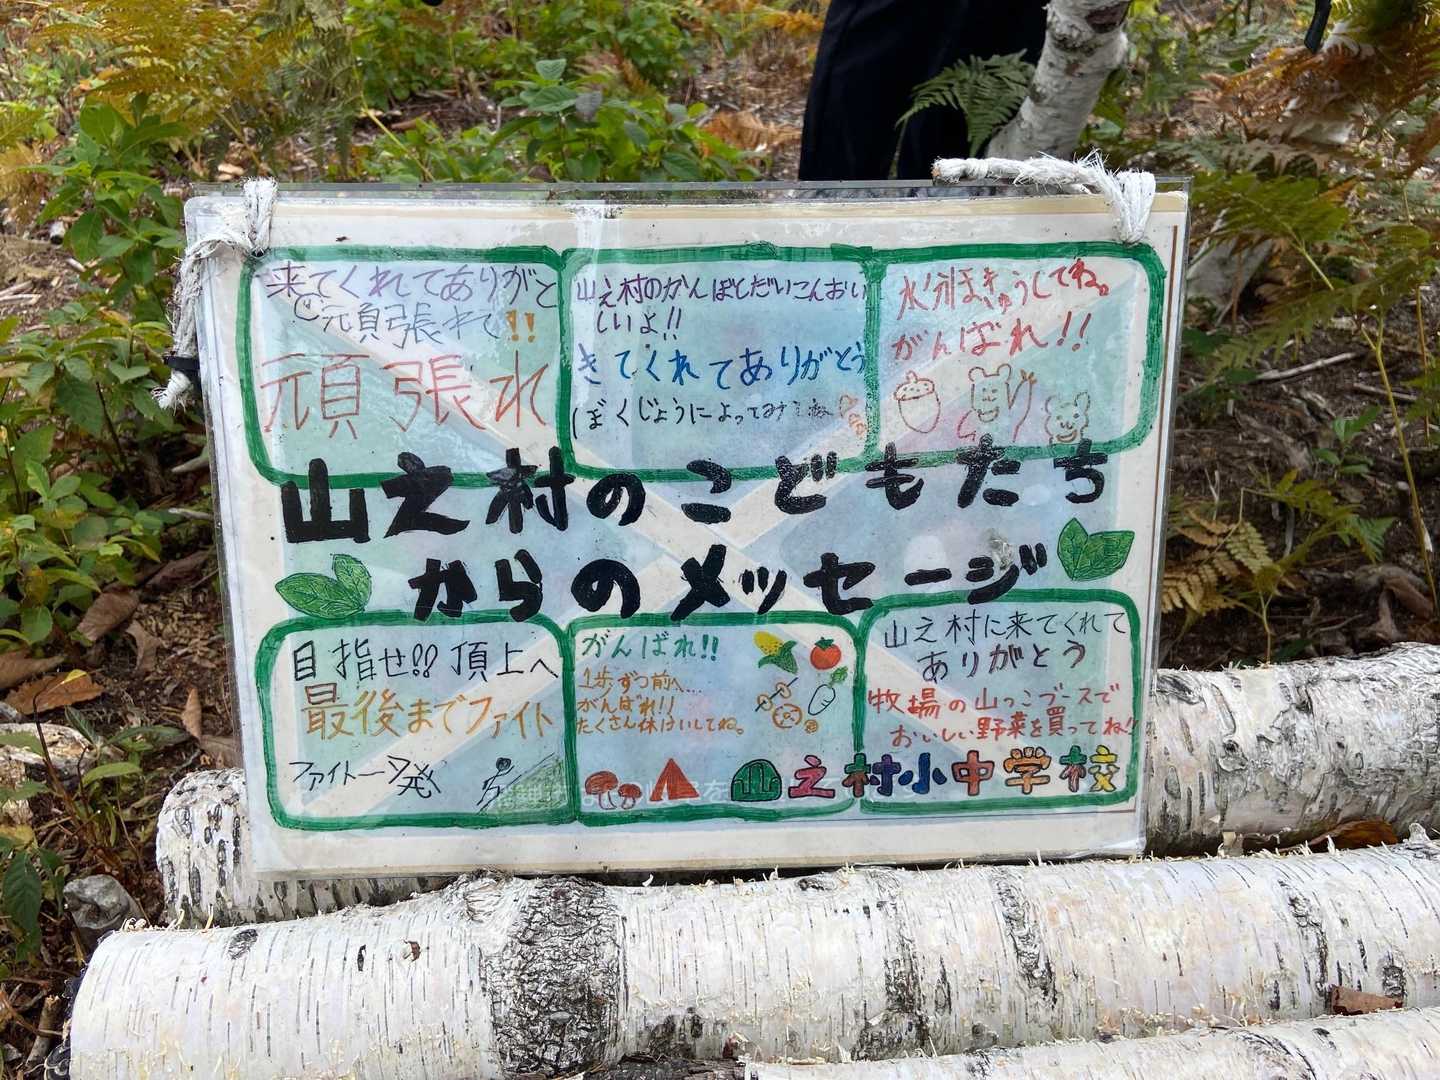 来てくれてありがと
う
頑張れて!!
頑張れ
山之村のかんぼしだいこんおい
しいよ!!
きてくれてありがとう
ぼくじょうによってみてね
水分ほきゅうしてね。
がんばれ!!
山之村のこどもたち
からのメッセージ
目指せ!! 頂上へ
最後までファイト
ファイト一発
がんばれ!!
1歩ずつ前へ…
がんばれ!!
たくさん休けいしてね。
山之村に来てくれて
ありがとう
牧場の山っこブースで
おいしい野菜を買ってね!!
山之村小中学校